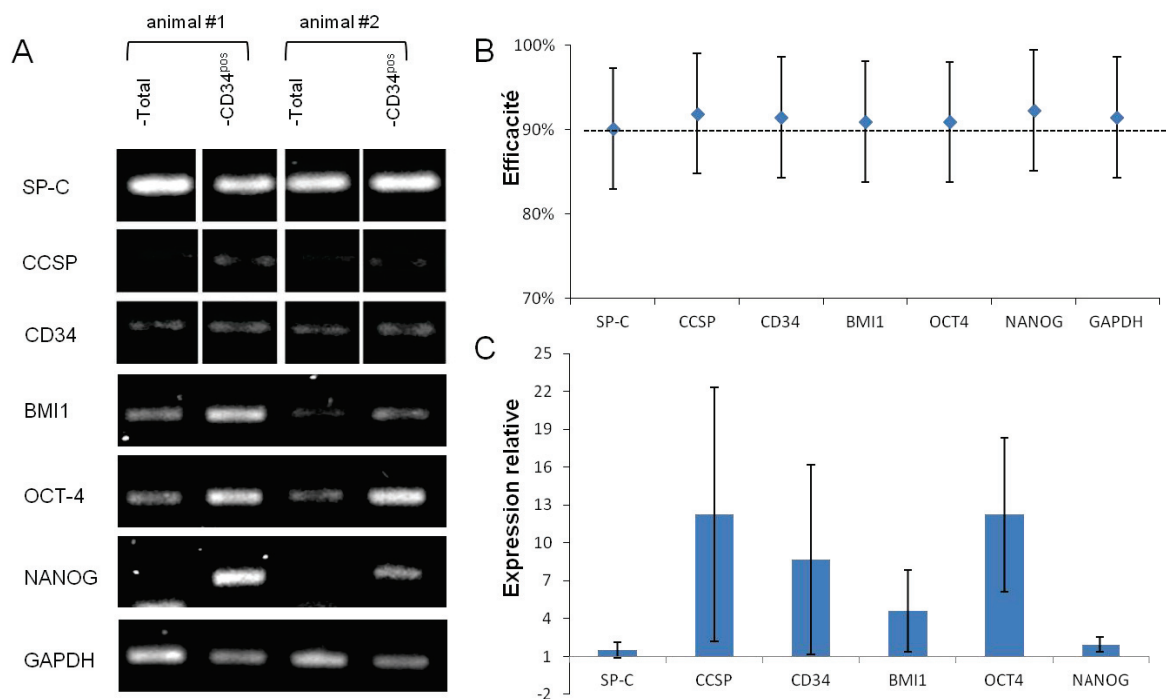 A
animal #1
animal #2
-Total
-CD34pos
-Total
-CD34pos
SP-C
CCSP
CD34
BMI1
OCT-4
NANOG
GAPDH
B
Efficacité
100%
90%
80%
70%
SP-C CCSP CD34 BMI1 OCT4 NANOG GAPDH
C
Expression relative
25
22
19
16
13
10
7
4
1
-2
SP-C CCSP CD34 BMI1 OCT4 NANOG